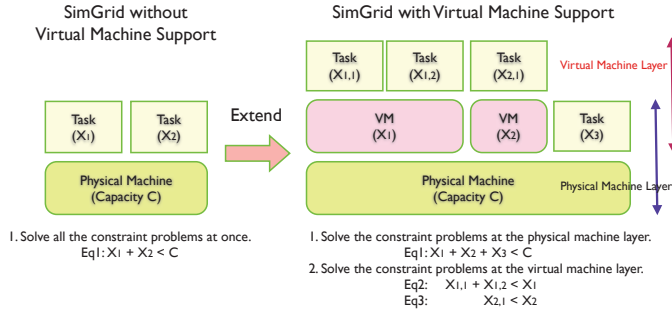 SimGrid without
Virtual Machine Support
SimGrid with Virtual Machine Support
Task
(X1,1)
Task
(X1,2)
Task
(X2,1)
Virtual Machine Layer
Task
(X1)
Task
(X2)
Extend
VM
(X1)
VM
(X2)
Task
(X3)
Physical Machine
(Capacity C)
Physical Machine
(Capacity C)
Physical Machine Layer
1. Solve all the constraint problems at once.
Eq1: X1 + X2 < C
1. Solve the constraint problems at the physical machine layer.
Eq1: X1 + X2 + X3 < C
2. Solve the constraint problems at the virtual machine layer.
Eq2: X1,1 + X1,2 < X1
Eq3: X2,1 < X2